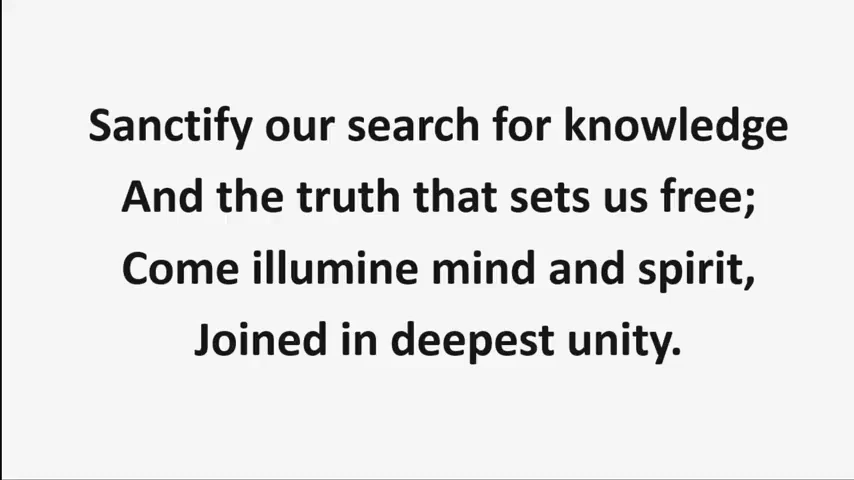 Sanctify our search for knowledge
And the truth that sets us free;
Come illumine mind and spirit,
Joined in deepest unity.